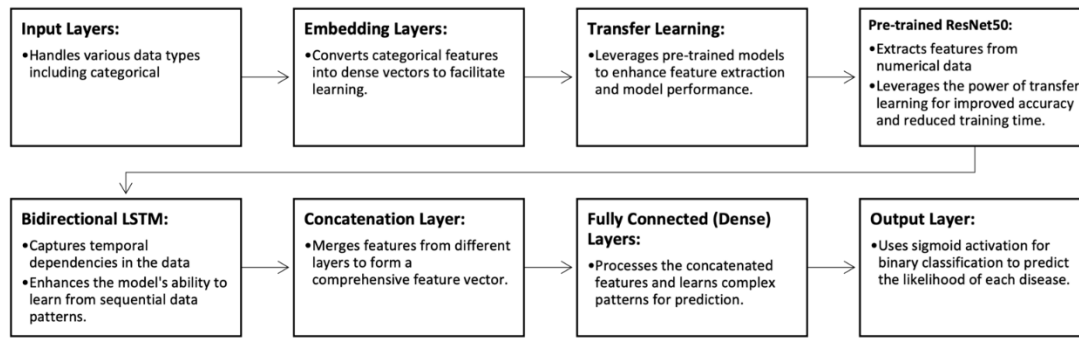 Input Layers:
•Handles various data types
including categorical
Embedding Layers:
•Converts categorical features
into dense vectors to facilitate
learning.
Transfer Learning:
•Leverages pre-trained models
to enhance feature extraction
and model performance.
Pre-trained ResNet50:
•Extracts features from
numerical data
•Leverages the power of transfer
learning for improved accuracy
and reduced training time.
Bidirectional LSTM:
•Captures temporal
dependencies in the data
•Enhances the model's ability to
learn from sequential data
patterns.
Concatenation Layer:
•Merges features from different
layers to form a
comprehensive feature vector.
Fully Connected (Dense)
Layers:
•Processes the concatenated
features and learns complex
patterns for prediction.
Output Layer:
•Uses sigmoid activation for
binary classification to predict
the likelihood of each disease.